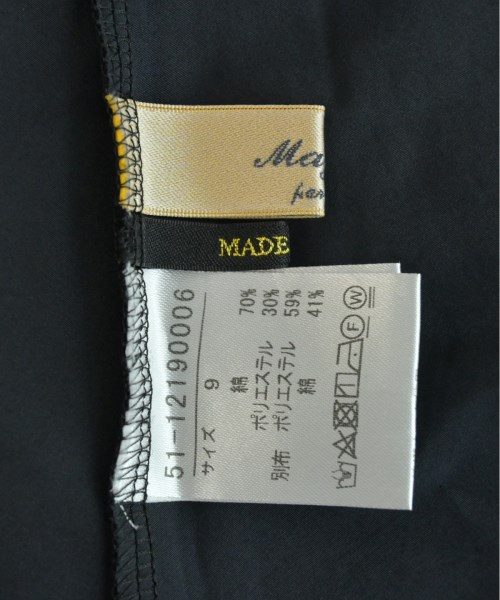 Ma
par
MADE
51-12190006
サイズ 9
綿 70%
ポリエステル 30%
別布 ポリエステル 59%
綿 41%
F W